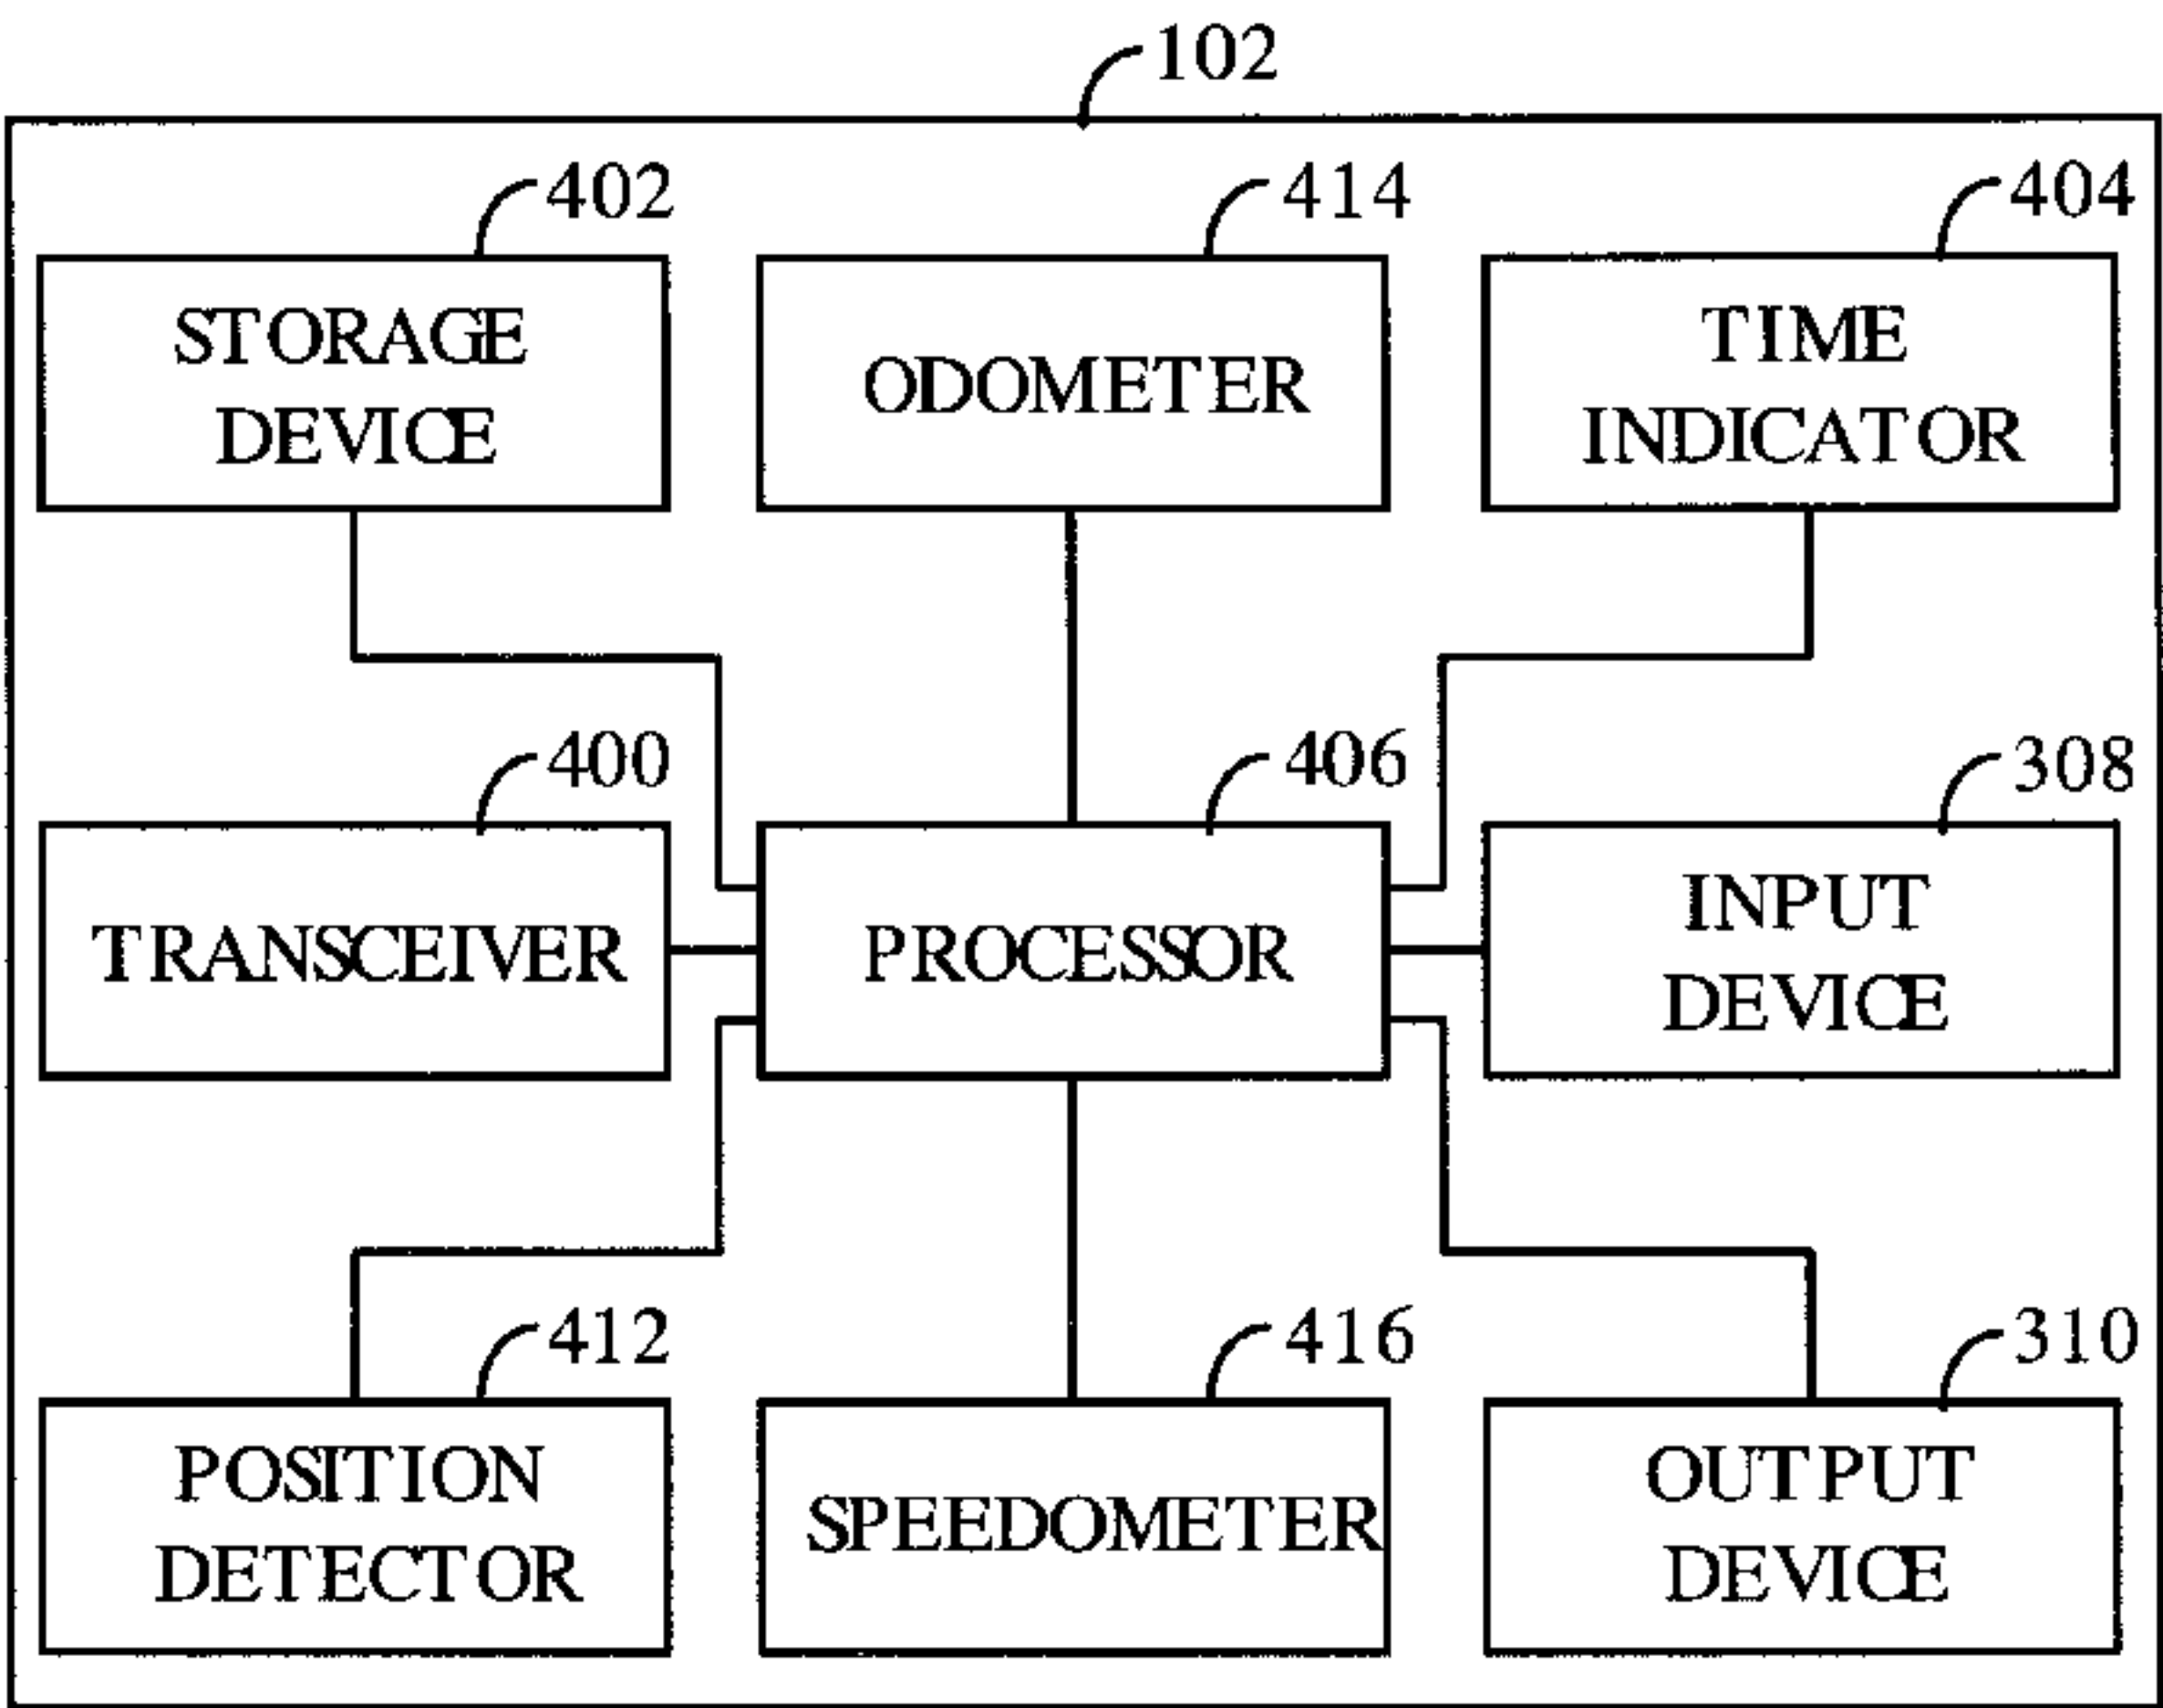 102
402
414
404
STORAGE
DEVICE
ODOMETER
TIME
INDICATOR
400
406
308
TRANSCEIVER
PROCESSOR
INPUT
DEVICE
412
416
310
POSITION
DETECTOR
SPEEDOMETER
OUTPUT
DEVICE